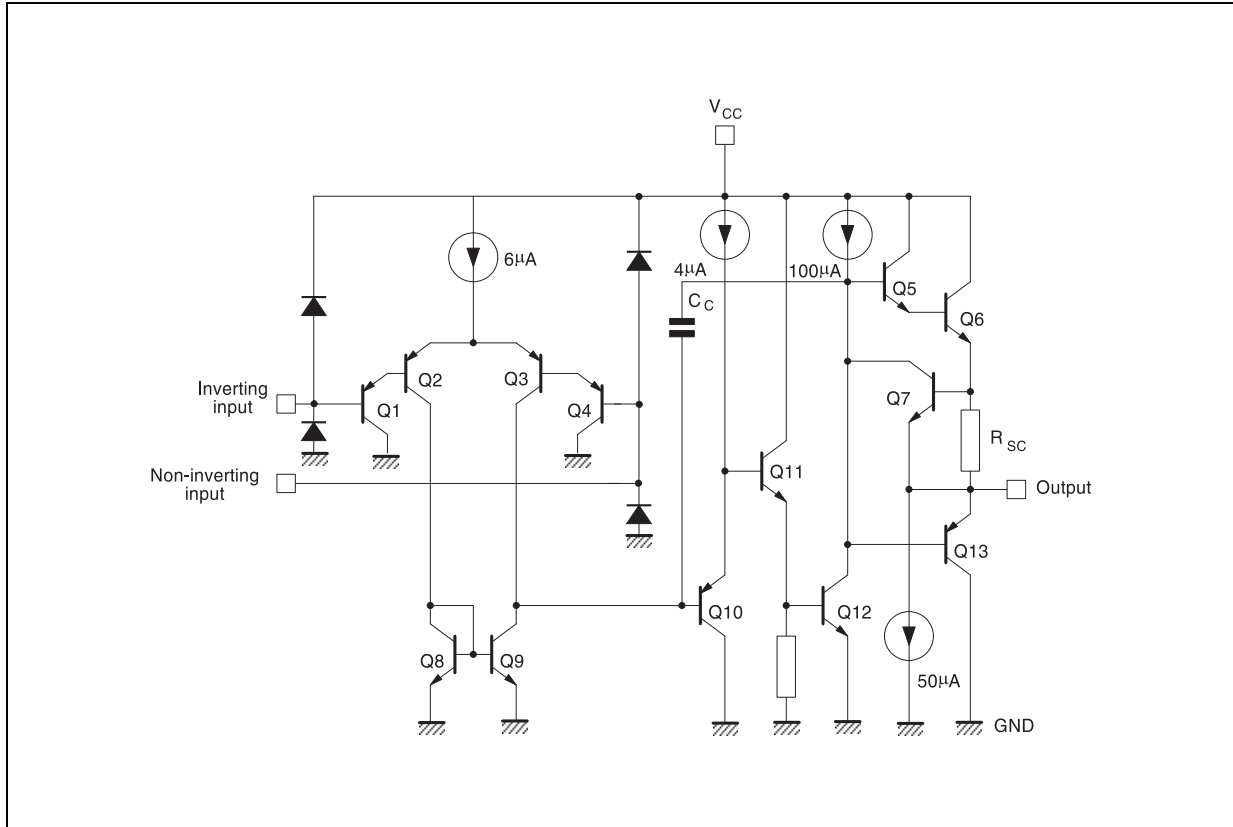 V CC
6µA
4µA
100µA
Q5
C C
Q6
Q2
Q3
Inverting
input
Q1
Q4
Q7
R SC
Non-inverting
input
Q11
Output
Q13
Q10
Q12
Q8
Q9
50µA
GND